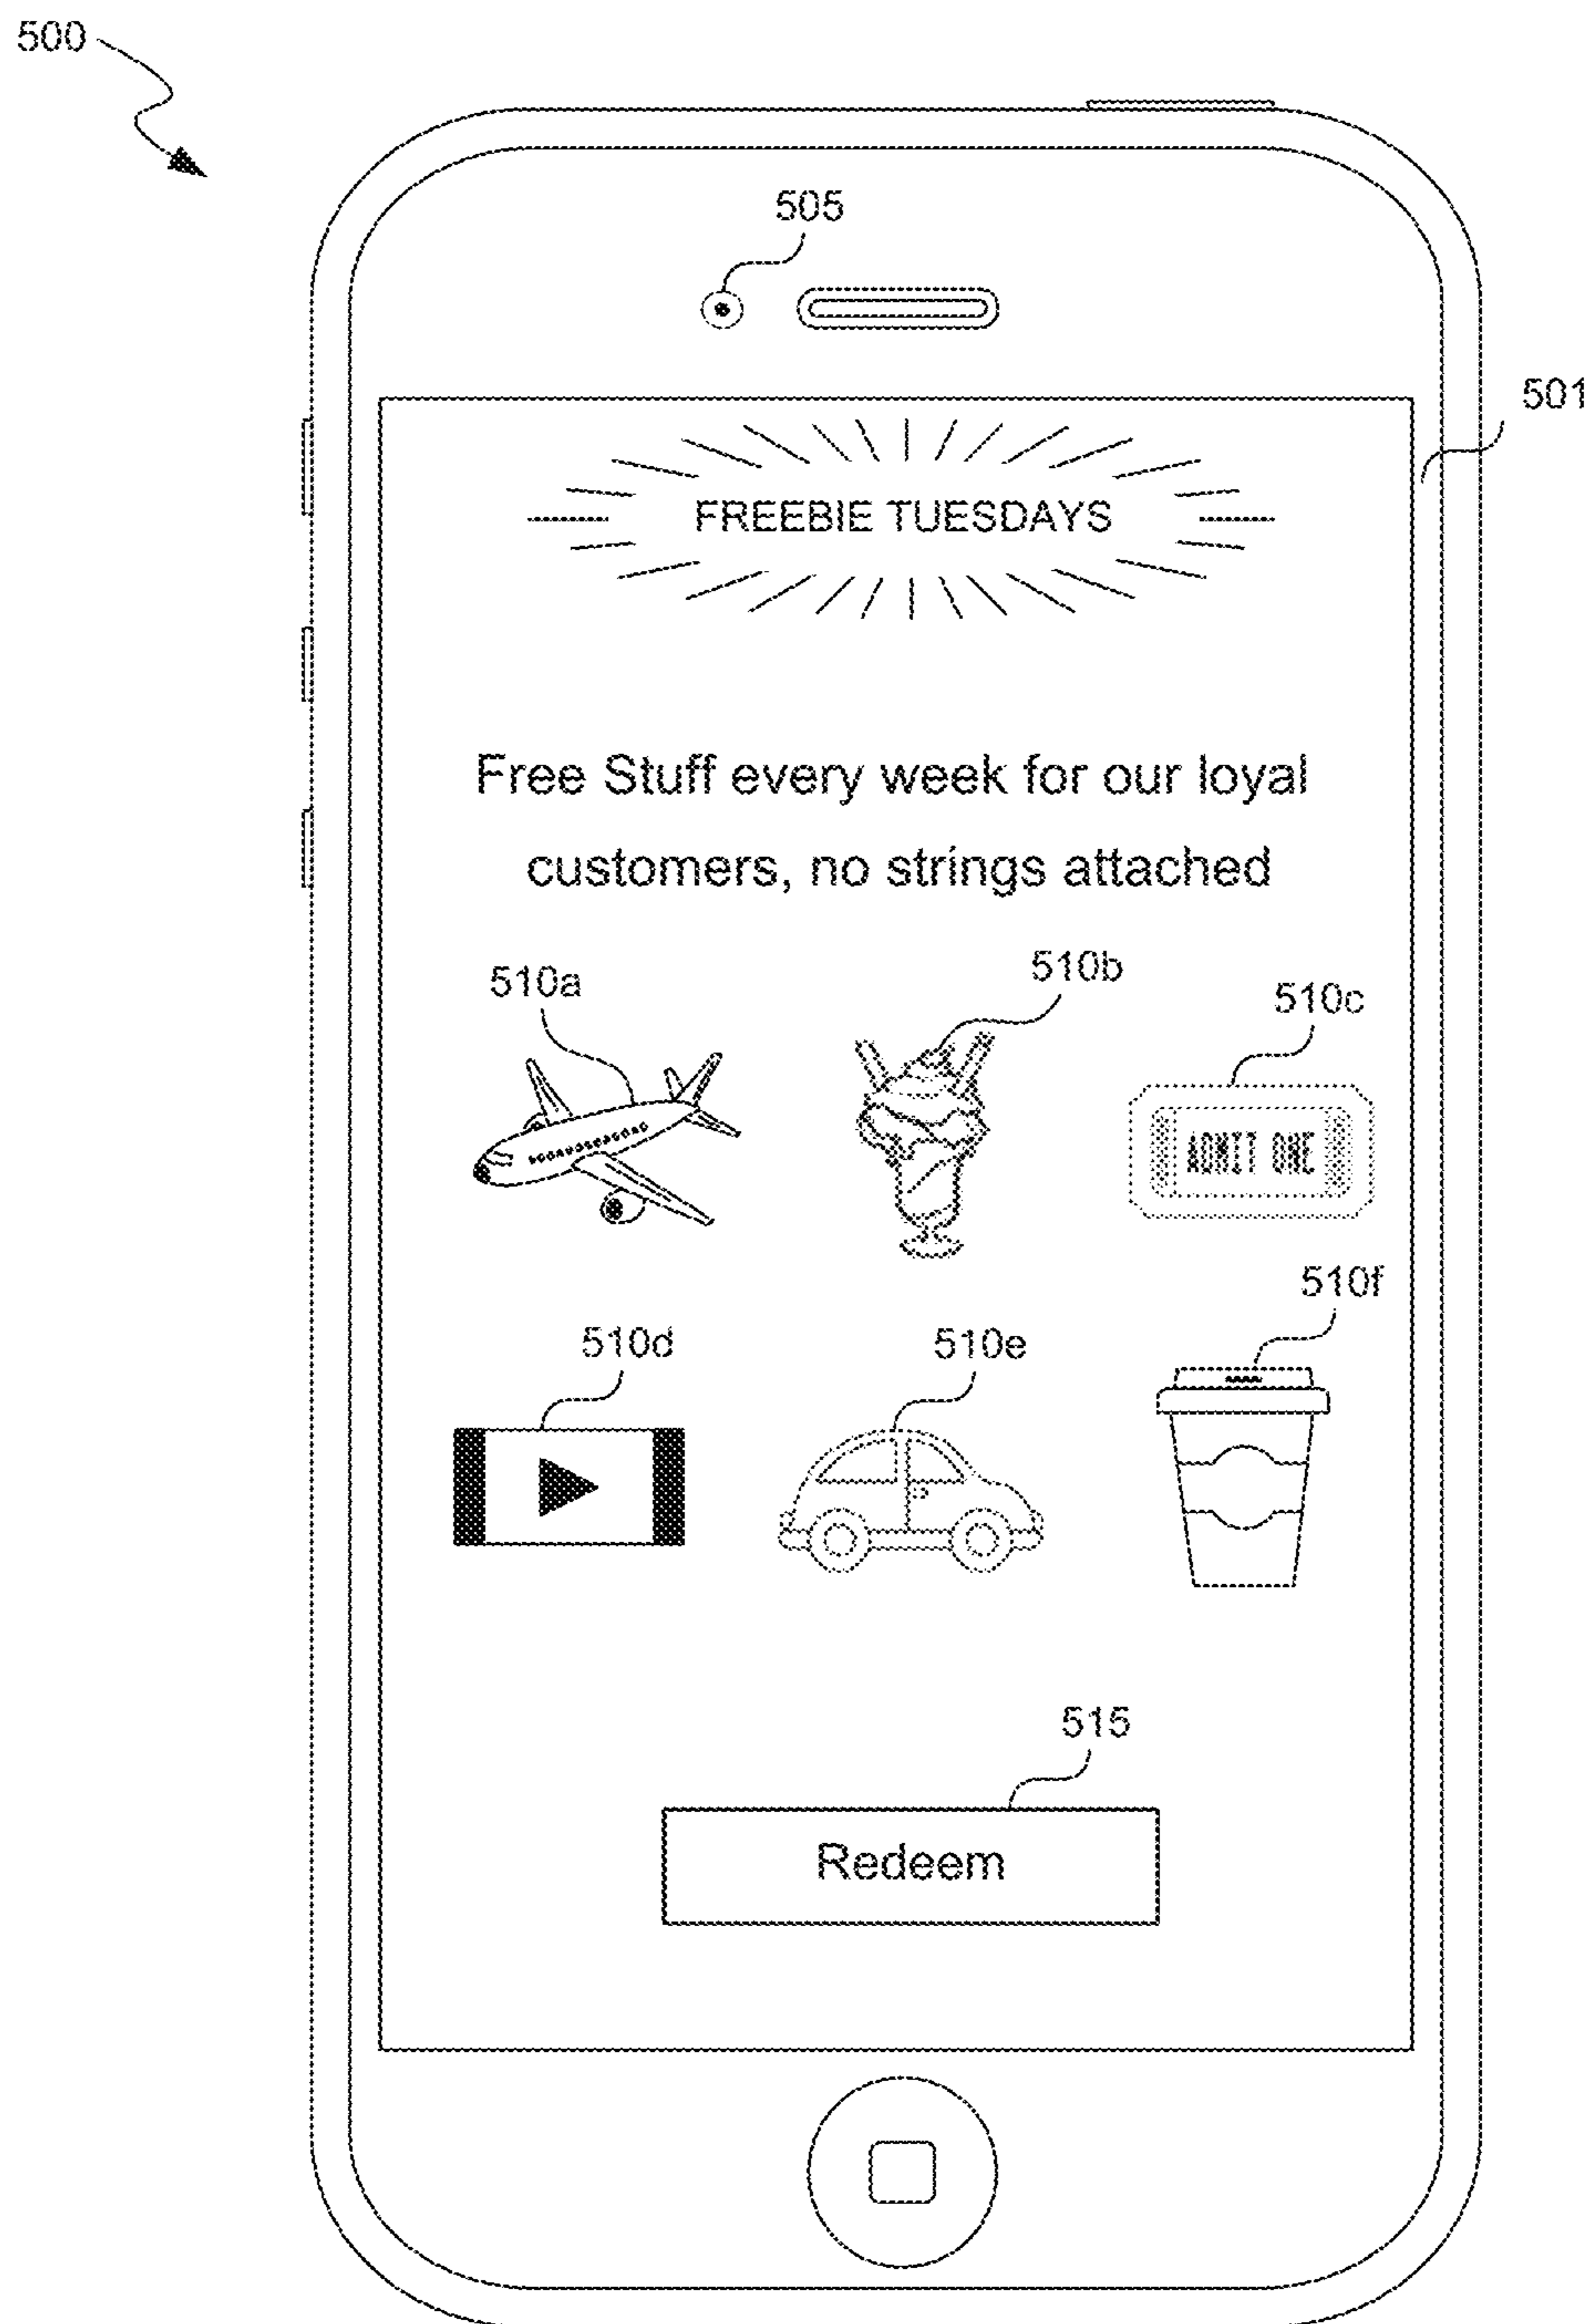 500
505
501
FREEBIE TUESDAYS
Free Stuff every week for our loyal
customers, no strings attached
510a
510b
510c
ADMIT ONE
510d
510e
510f
515
Redeem